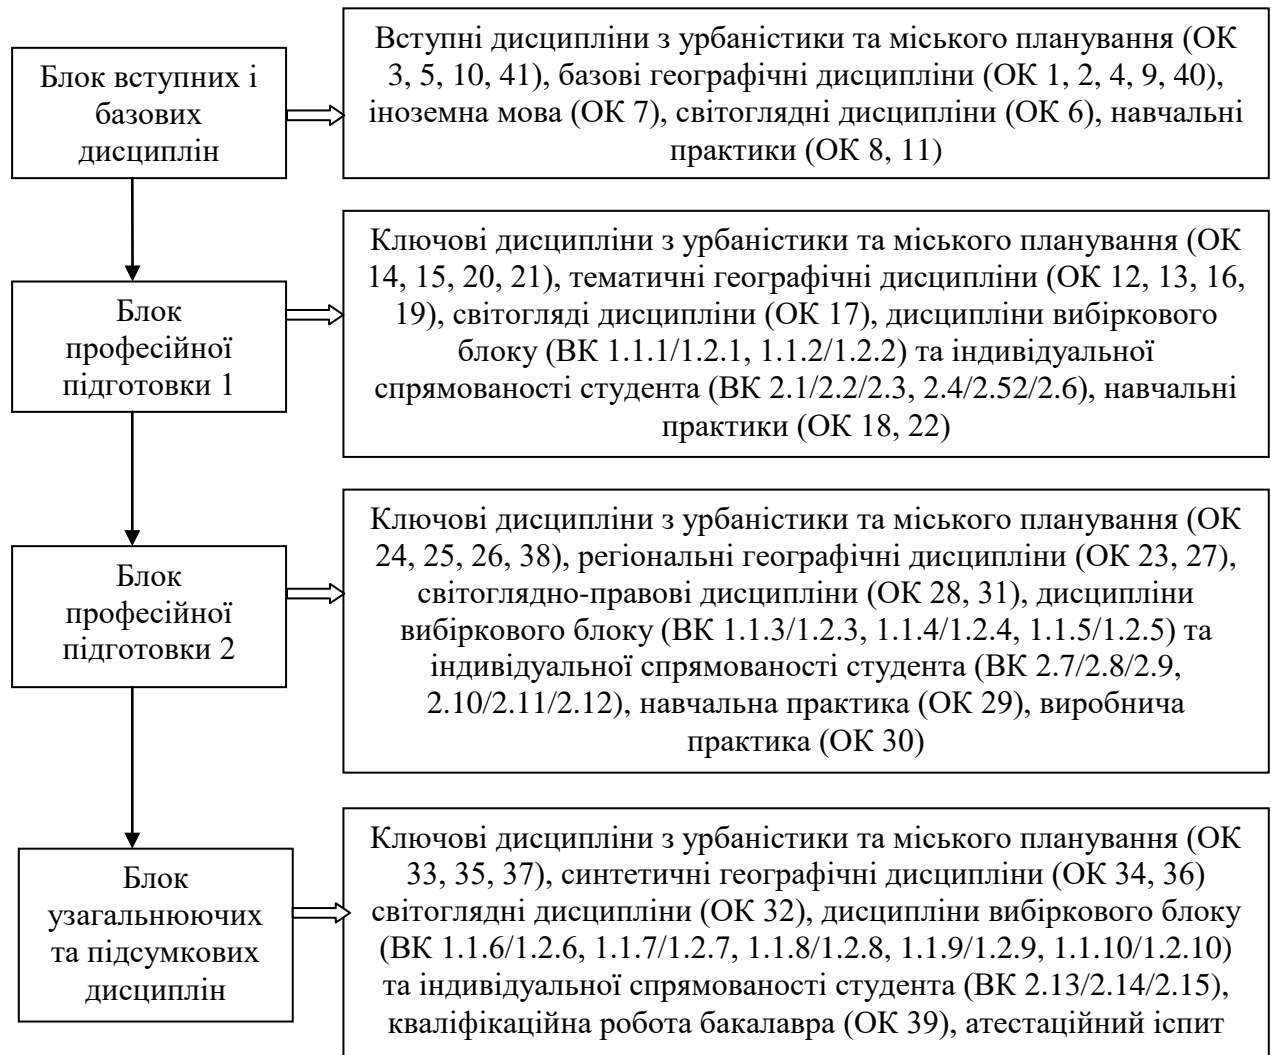 Блок вступних і
базових
дисциплін
Вступні дисципліни з урбаністики та міського планування (ОК
3, 5, 10, 41), базові географічні дисципліни (ОК 1, 2, 4, 9, 40),
іноземна мова (ОК 7), світоглядні дисципліни (ОК 6), навчальні
практики (ОК 8, 11)
Блок
професійної
підготовки 1
Ключові дисципліни з урбаністики та міського планування (ОК
14, 15, 20, 21), тематичні географічні дисципліни (ОК 12, 13, 16,
19), світогляді дисципліни (ОК 17), дисципліни вибіркового
блоку (ВК 1.1.1/1.2.1, 1.1.2/1.2.2) та індивідуальної
спрямованості студента (ВК 2.1/2.2/2.3, 2.4/2.52/2.6), навчальні
практики (ОК 18, 22)
Блок
професійної
підготовки 2
Ключові дисципліни з урбаністики та міського планування (ОК
24, 25, 26, 38), регіональні географічні дисципліни (ОК 23, 27),
світоглядно-правові дисципліни (ОК 28, 31), дисципліни
вибіркового блоку (ВК 1.1.3/1.2.3, 1.1.4/1.2.4, 1.1.5/1.2.5) та
індивідуальної спрямованості студента (ВК 2.7/2.8/2.9,
2.10/2.11/2.12), навчальна практика (ОК 29), виробнича
практика (ОК 30)
Блок
узагальнюючих
та підсумкових
дисциплін
Ключові дисципліни з урбаністики та міського планування (ОК
33, 35, 37), синтетичні географічні дисципліни (ОК 34, 36)
світоглядні дисципліни (ОК 32), дисципліни вибіркового блоку
(ВК 1.1.6/1.2.6, 1.1.7/1.2.7, 1.1.8/1.2.8, 1.1.9/1.2.9, 1.1.10/1.2.10)
та індивідуальної спрямованості студента (ВК 2.13/2.14/2.15),
кваліфікаційна робота бакалавра (ОК 39), атестаційний іспит